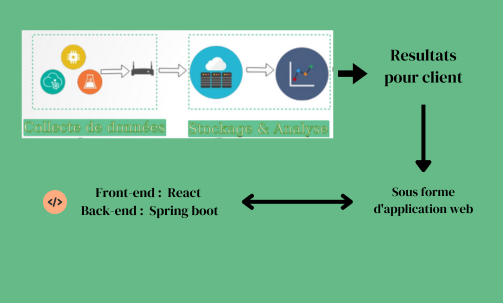 Resultats
pour client
Collecte de données
Stockage & Analyse
Front-end : React
Back-end : Spring boot
</>
Sous forme
d'application web